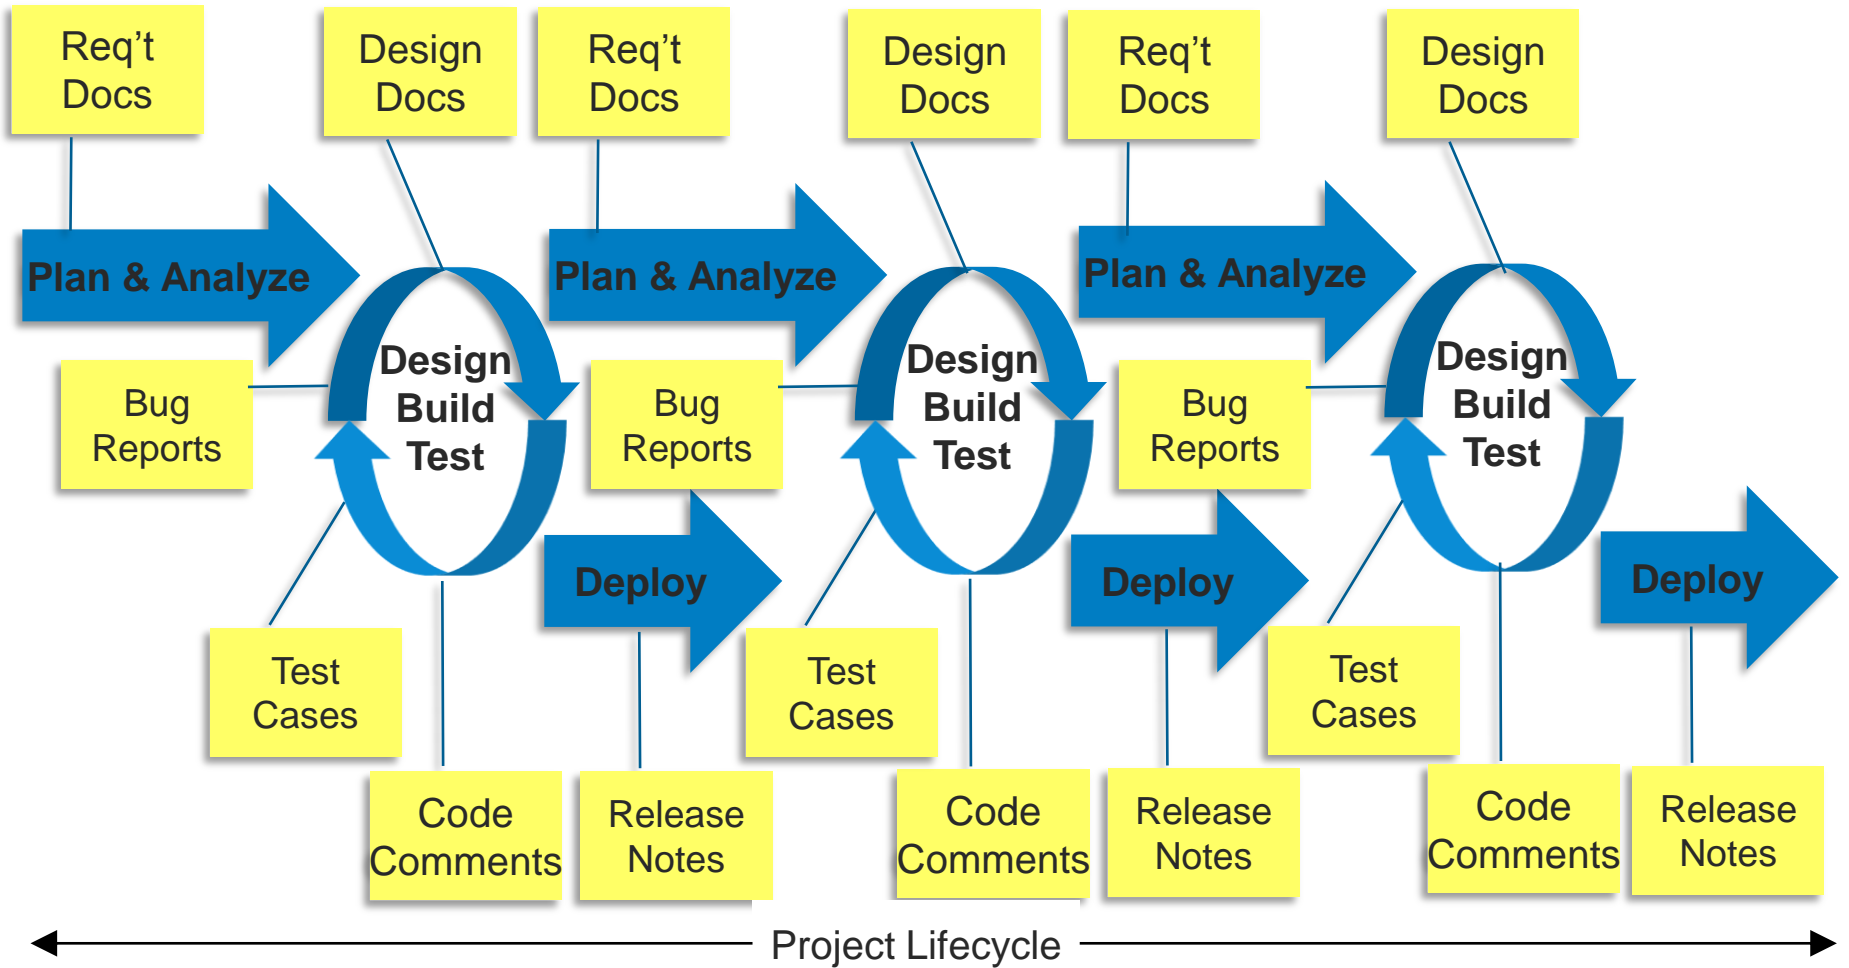 Req’t
Docs
Design
Docs
Req’t
Docs
Design
Docs
Req’t
Docs
Design
Docs
Plan & Analyze
Plan & Analyze
Plan & Analyze
Design
Build
Test
Design
Build
Test
Design
Build
Test
Bug
Reports
Bug
Reports
Bug
Reports
Deploy
Deploy
Deploy
Test
Cases
Test
Cases
Test
Cases
Code
Comments
Release
Notes
Code
Comments
Release
Notes
Code
Comments
Release
Notes
Project Lifecycle